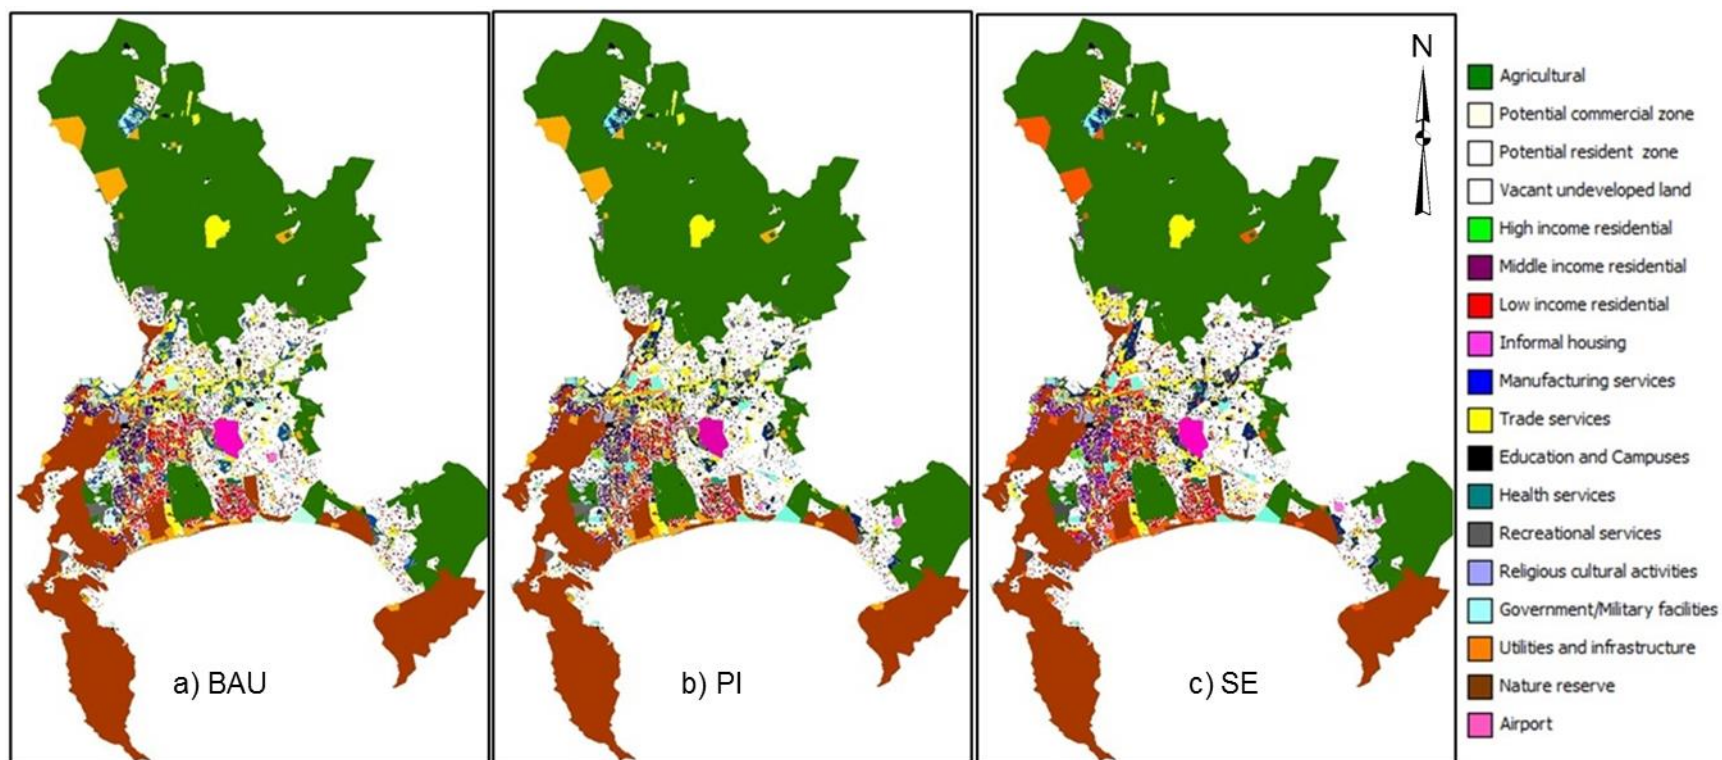 N
Agricultural
Potential commercial zone
Potential resident zone
Vacant undeveloped land
High income residential
Middle income residential
Low income residential
Informal housing
Manufacturing services
Trade services
Education and Campuses
Health services
Recreational services
Religious cultural activities
Government/Military facilities
Utilities and infrastructure
Nature reserve
Airport
a) BAU
b) PI
c) SE